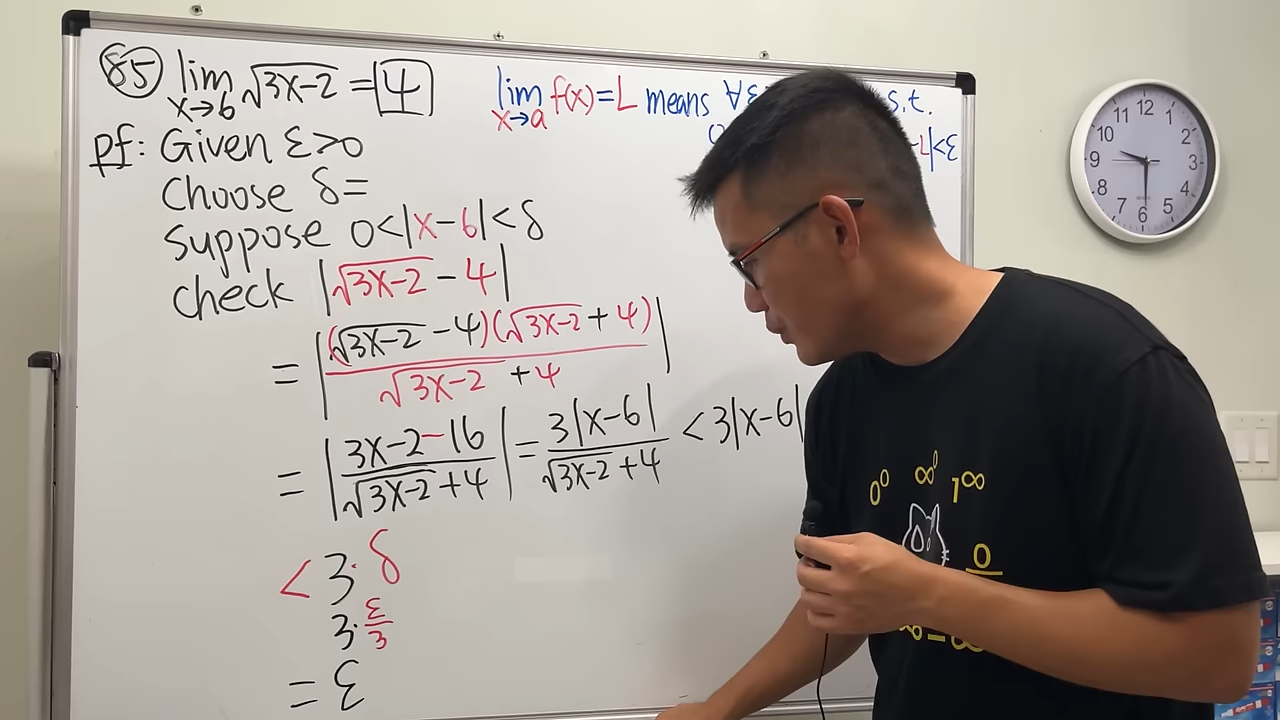 85 lim x→6 √3x-2 = 4
lim x→a f(x)=L means ∀ε s.t.
0 -L|<ε
pf: Given ε>0
Choose δ=
Suppose 0<|x-6|<δ
check |√3x-2 - 4|
= |(√3x-2 - 4)(√3x-2 + 4) / √3x-2 + 4|
= |3x-2-16 / √3x-2 + 4| = 3|x-6| / √3x-2 + 4 < 3|x-6|
< 3·δ
3·ε/3
= ε
12 1 2 3 4 5 6 7 8 9 10 11
0⁰ ∞⁰ 1^∞
0
∞-∞